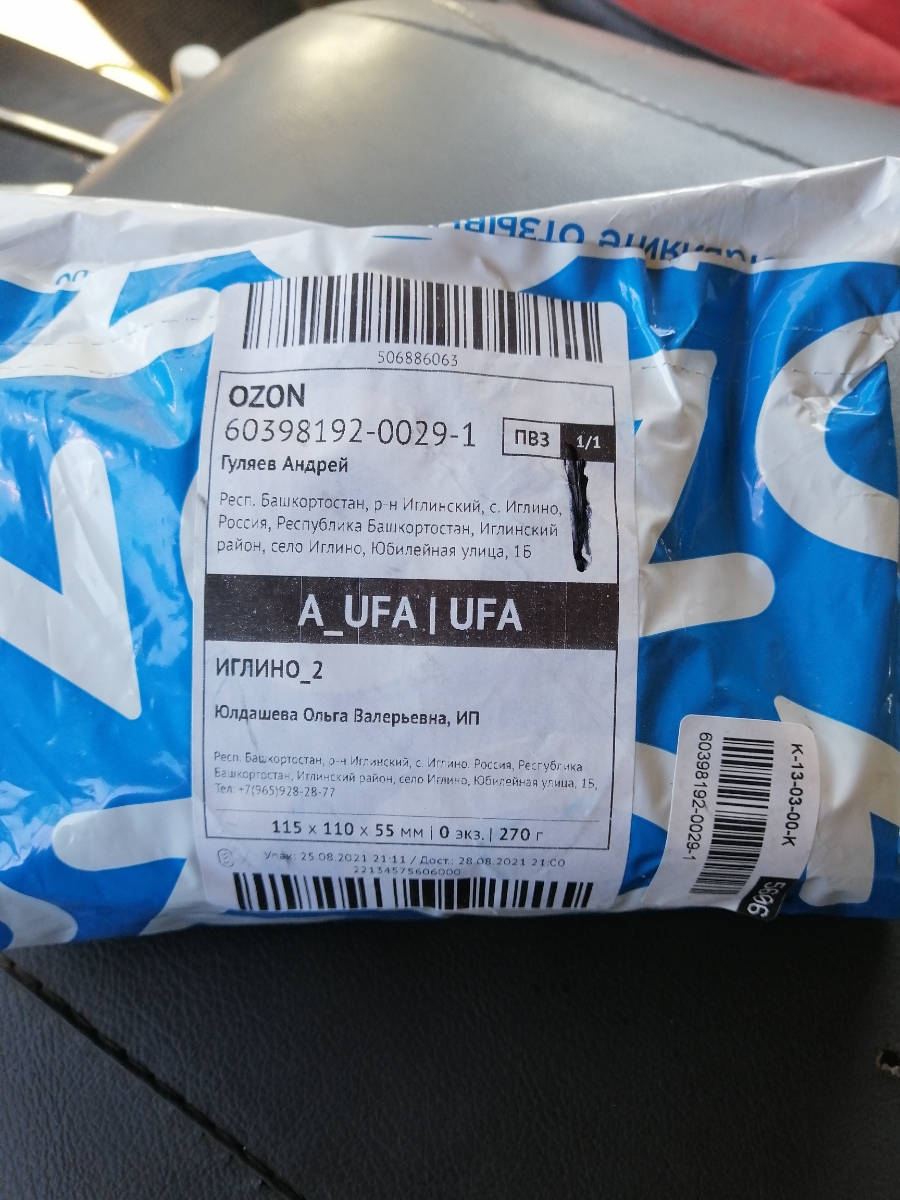 ОТЗЫВЫ
506886063
OZON
60398192-0029-1
ПВЗ 1/1
Гуляев Андрей
Респ. Башкортостан, р-н Иглинский, с. Иглино,
Россия, Республика Башкортостан, Иглинский
район, село Иглино, Юбилейная улица, 1Б
A_UFA | UFA
ИГЛИНО_2
Юлдашева Ольга Валерьевна, ИП
Респ. Башкортостан, р-н Иглинский, с. Иглино, Россия, Республика
Башкортостан, Иглинский район, село Иглино, Юбилейная улица, 1Б,
Тел: +7(965)928-28-77
115 x 110 x 55 мм | 0 экз. | 270 г
Упак: 25.08.2021 21:11 / Дост.: 28.08.2021 21:00
22134575606000
K-13-03-00-K
60398192-0029-1
5606